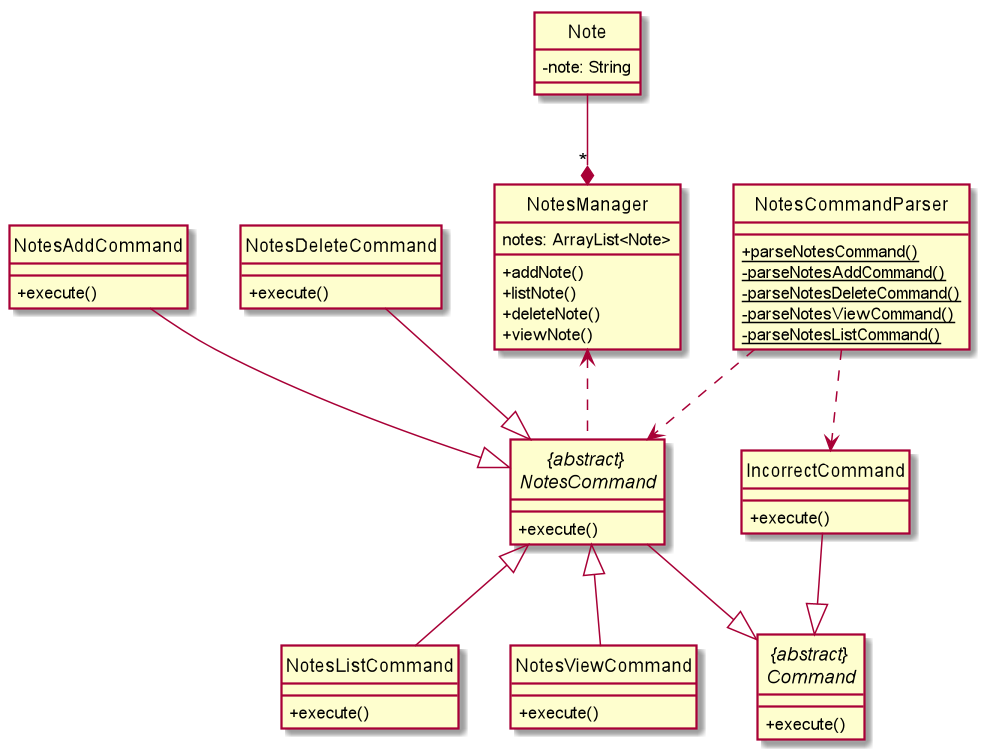 Note
-note: String
*
NotesManager
notes: ArrayList<Note>
+addNote()
+listNote()
+deleteNote()
+viewNote()
NotesCommandParser
+parseNotesCommand()
-parseNotesAddCommand()
-parseNotesDeleteCommand()
-parseNotesViewCommand()
-parseNotesListCommand()
NotesAddCommand
+execute()
NotesDeleteCommand
+execute()
{abstract}
NotesCommand
+execute()
IncorrectCommand
+execute()
NotesListCommand
+execute()
NotesViewCommand
+execute()
{abstract}
Command
+execute()